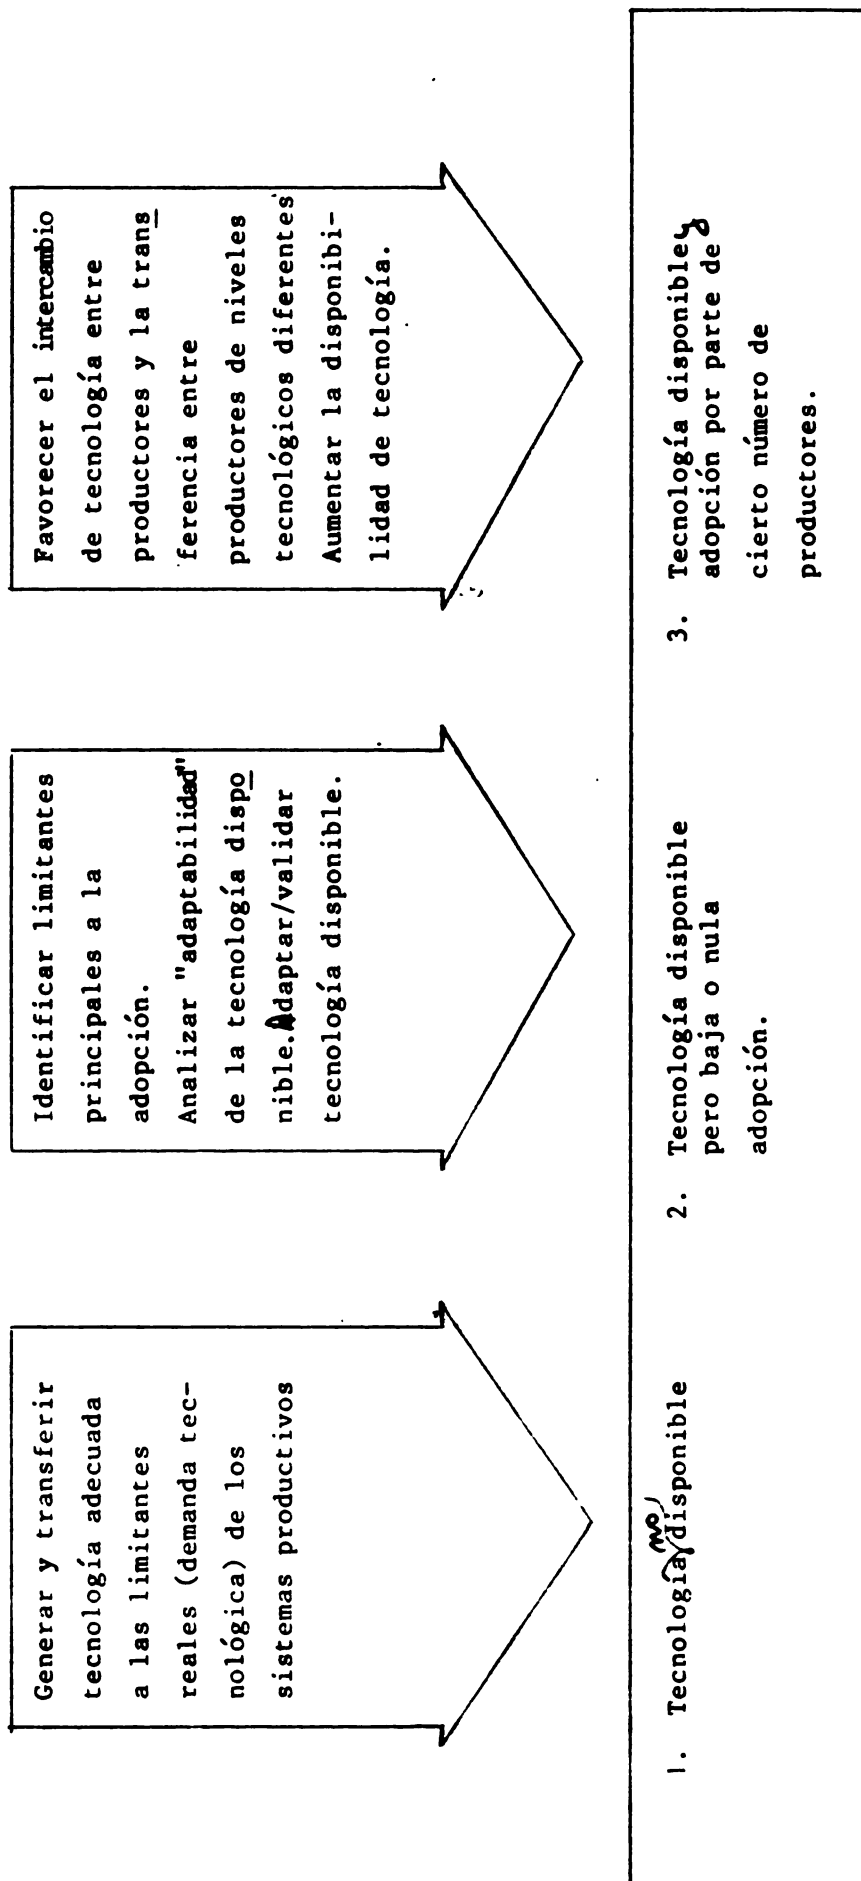 Generar y transferir
tecnología adecuada
a las limitantes
reales (demanda tec-
nológica) de los
sistemas productivos
Identificar limitantes
principales a la
adopción.
Analizar "adaptabilidad"
de la tecnología dispo
nible. Adaptar/validar
tecnología disponible.
Favorecer el intercambio
de tecnología entre
productores y la trans
ferencia entre
productores de niveles
tecnológicos diferentes
Aumentar la disponibi-
lidad de tecnología.
1. Tecnología no disponible
2. Tecnología disponible
pero baja o nula
adopción.
3. Tecnología disponible y
adopción por parte de
cierto número de
productores.